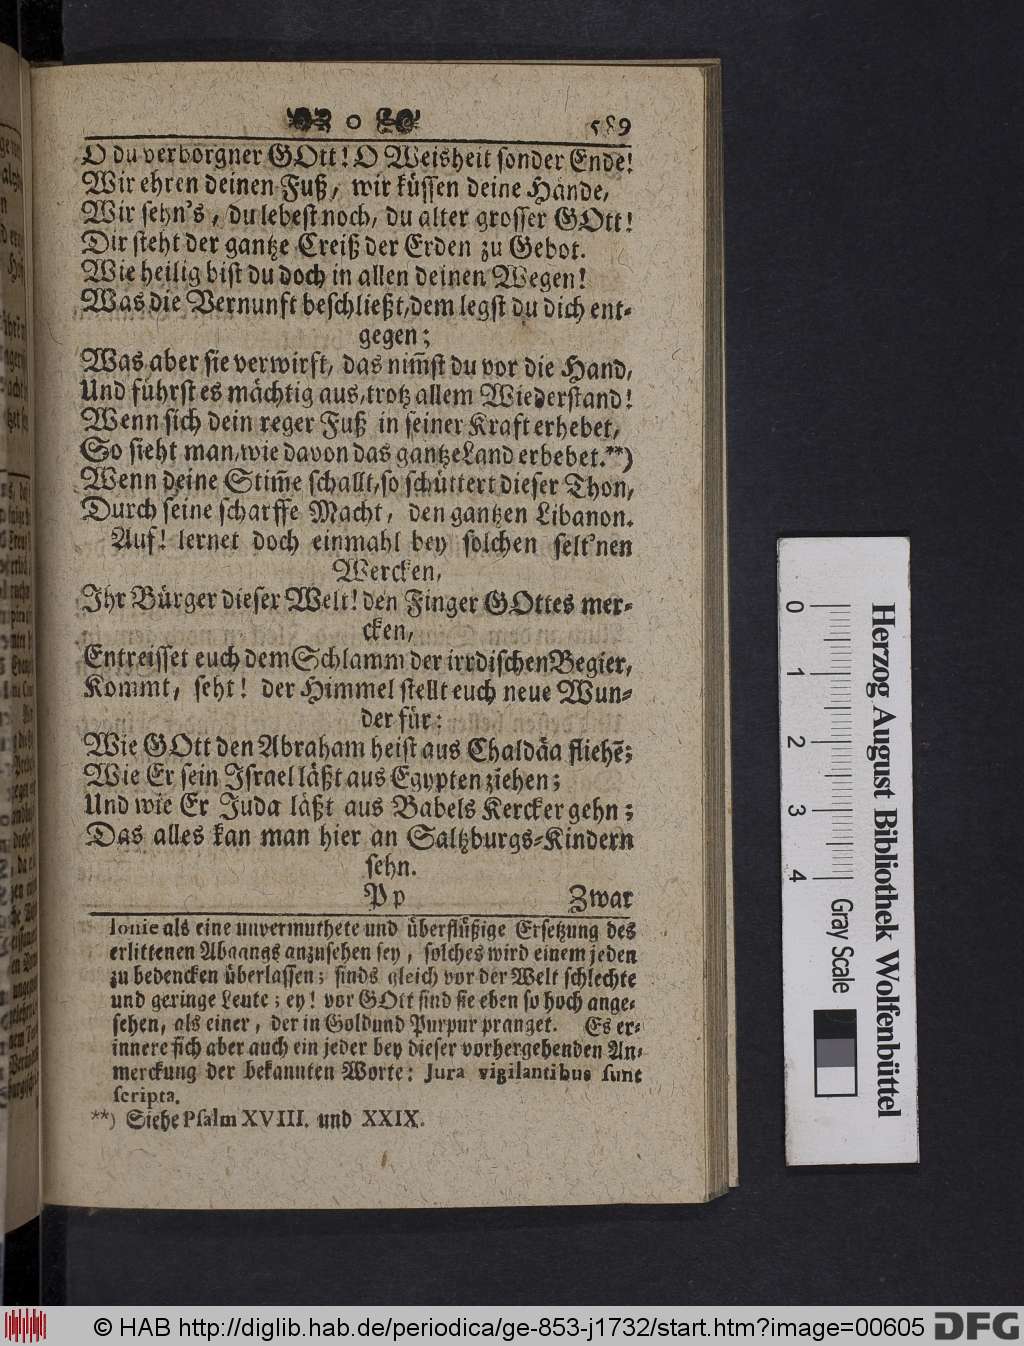 o 589
O du verborgner GOtt! O Weisheit sonder Ende!
Wir ehren deinen Fuß, wir küssen deine Hände,
Wir sehn's, du lebest noch, du alter grosser GOtt!
Dir steht der gantze Creiß der Erden zu Gebot.
Wie heilig bist du doch in allen deinen Wegen!
Was die Vernunft beschließt, dem legst du dich ent-
gegen;
Was aber sie verwirft, das nim̃st du vor die Hand,
Und führst es mächtig aus, trotz allem Wiederstand!
Wenn sich dein reger Fuß in seiner Kraft erhebet,
So sieht man, wie davon das gantze Land erbebet.**)
Wenn deine Stim̃e schallt, so schüttert dieser Thon,
Durch seine scharffe Macht, den gantzen Libanon.
Auf! lernet doch einmahl bey solchen selt'nen
Wercken,
Ihr Bürger dieser Welt! den Finger GOttes mer-
cken,
Entreisset euch dem Schlamm der irrdischen Begier,
Kommt, seht! der Himmel stellt euch neue Wun-
der für:
Wie GOtt den Abraham heist aus Chaldäa fliehē;
Wie Er sein Israel läßt aus Egypten ziehen;
Und wie Er Juda läßt aus Babels Kercker gehn;
Das alles kan man hier an Saltzburgs-Kindern
sehn.
Pp Zwar
lonie als eine unvermuthete und überflüßige Ersetzung des
erlittenen Abgangs anzusehen sey, solches wird einem jeden
zu bedencken überlassen; sinds gleich vor der Welt schlechte
und geringe Leute; ey! vor GOtt sind sie eben so hoch ange-
sehen, als einer, der in Gold und Purpur pranget. Es er-
innere sich aber auch ein jeder bey dieser vorhergehenden An-
merckung der bekannten Worte: Jura vigilantibus sunt
scripta.
**) Siehe Psalm XVIII. und XXIX.
0 1 2 3 4
Gray Scale
Herzog August Bibliothek Wolfenbüttel
© HAB http://diglib.hab.de/periodica/ge-853-j1732/start.htm?image=00605 DFG